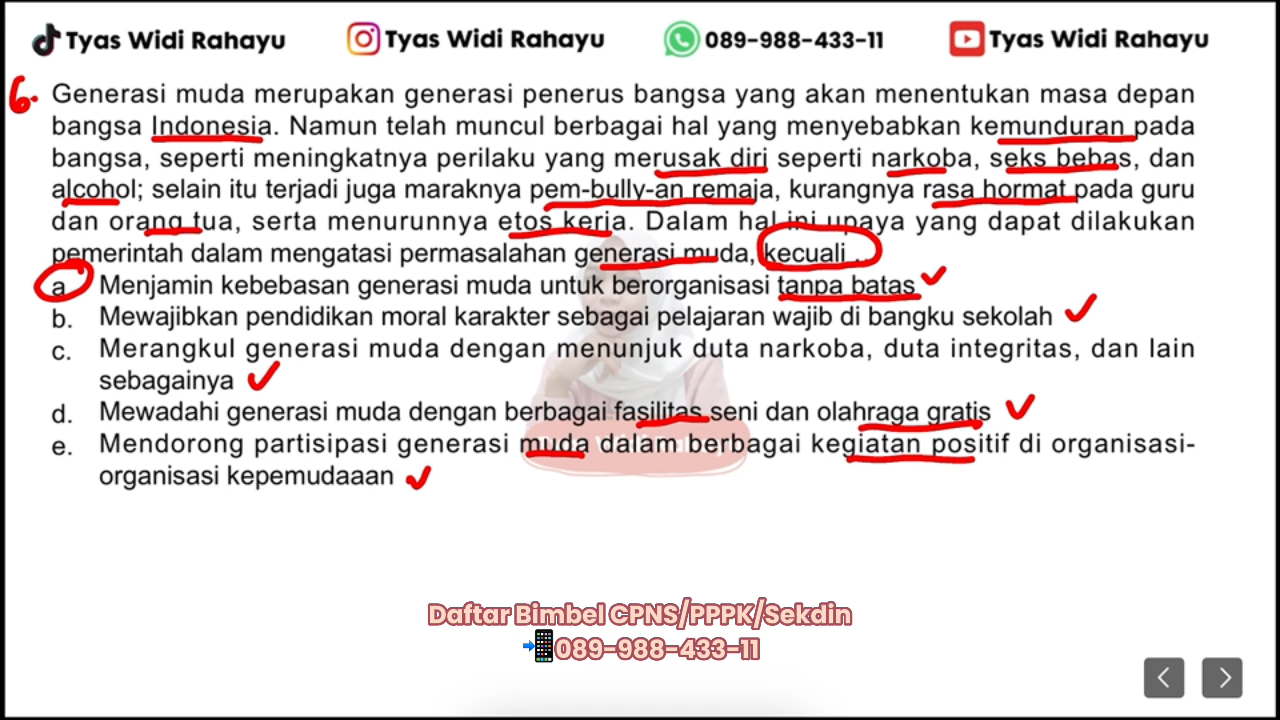 Tyas Widi Rahayu Tyas Widi Rahayu 089-988-433-11 Tyas Widi Rahayu
6. Generasi muda merupakan generasi penerus bangsa yang akan menentukan masa depan
bangsa Indonesia. Namun telah muncul berbagai hal yang menyebabkan kemunduran pada
bangsa, seperti meningkatnya perilaku yang merusak diri seperti narkoba, seks bebas, dan
alcohol; selain itu terjadi juga maraknya pem-bully-an remaja, kurangnya rasa hormat pada guru
dan orang tua, serta menurunnya etos kerja. Dalam hal ini upaya yang dapat dilakukan
pemerintah dalam mengatasi permasalahan generasi muda, kecuali ...
a. Menjamin kebebasan generasi muda untuk berorganisasi tanpa batas
b. Mewajibkan pendidikan moral karakter sebagai pelajaran wajib di bangku sekolah
c. Merangkul generasi muda dengan menunjuk duta narkoba, duta integritas, dan lain
sebagainya
d. Mewadahi generasi muda dengan berbagai fasilitas seni dan olahraga gratis
e. Mendorong partisipasi generasi muda dalam berbagai kegiatan positif di organisasi-
organisasi kepemudaaan
Daftar Bimbel CPNS/PPPK/Sekdin
089-988-433-11